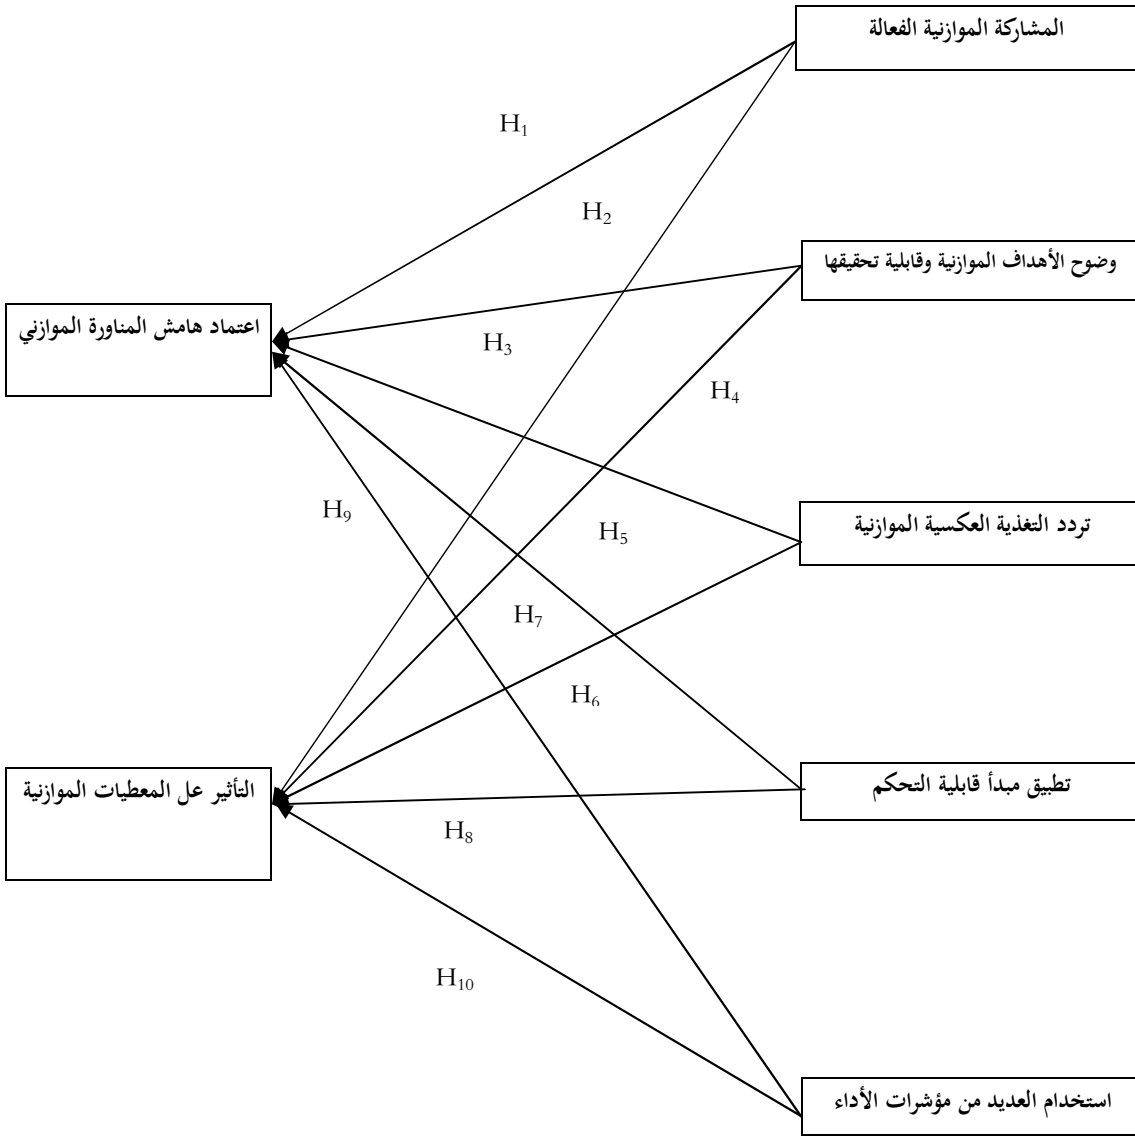 المشاركة الموازنية الفعالة
H1
H2
وضوح الأهداف الموازنية وقابلية تحقيقها
اعتماد هامش المناورة الموازني
H3
H4
H9
تردد التغذية العكسية الموازنية
H5
H7
H6
التأثير عل المعطيات الموازنية
تطبيق مبدأ قابلية التحكم
H8
H10
استخدام العديد من مؤشرات الأداء